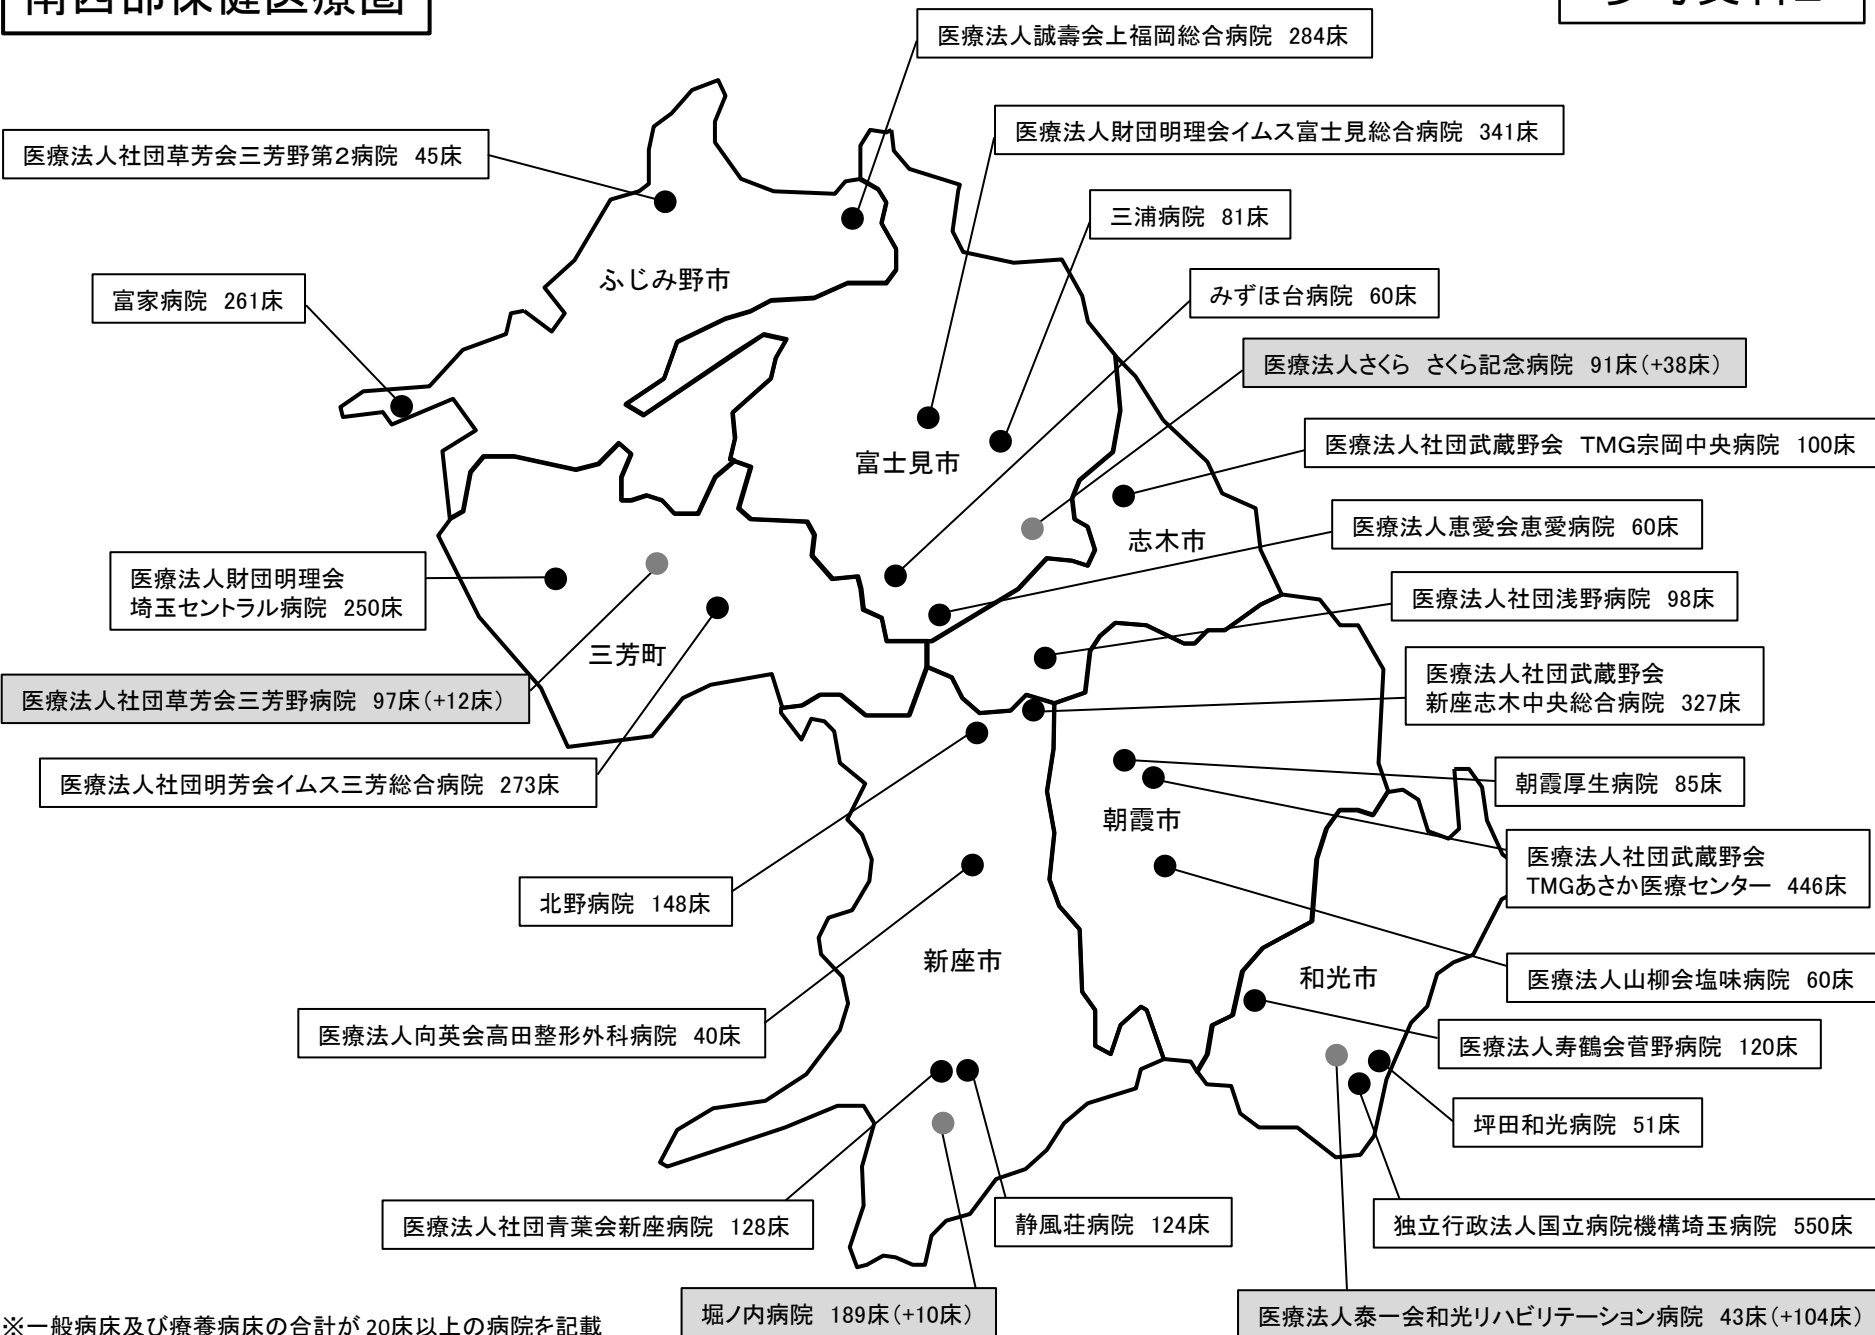 南西部保健医療圏
医療法人誠壽会上福岡総合病院 284床
医療法人財団明理会イムス富士見総合病院 341床
医療法人社団草芳会三芳野第2病院 45床
三浦病院 81床
ふじみ野市
みずほ台病院 60床
富家病院 261床
医療法人さくら さくら記念病院 91床(+38床)
医療法人社団武蔵野会 TMG宗岡中央病院 100床
富士見市
医療法人恵愛会恵愛病院 60床
志木市
医療法人財団明理会
埼玉セントラル病院 250床
医療法人社団浅野病院 98床
三芳町
医療法人社団武蔵野会
新座志木中央総合病院 327床
医療法人社団草芳会三芳野病院 97床(+12床)
医療法人社団明芳会イムス三芳総合病院 273床
朝霞厚生病院 85床
朝霞市
医療法人社団武蔵野会
TMGあさか医療センター 446床
北野病院 148床
新座市
和光市
医療法人山柳会塩味病院 60床
医療法人向英会高田整形外科病院 40床
医療法人寿鶴会菅野病院 120床
坪田和光病院 51床
医療法人社団青葉会新座病院 128床
静風荘病院 124床
独立行政法人国立病院機構埼玉病院 550床
堀ノ内病院 189床(+10床)
医療法人泰一会和光リハビリテーション病院 43床(+104床)
※一般病床及び療養病床の合計が20床以上の病院を記載